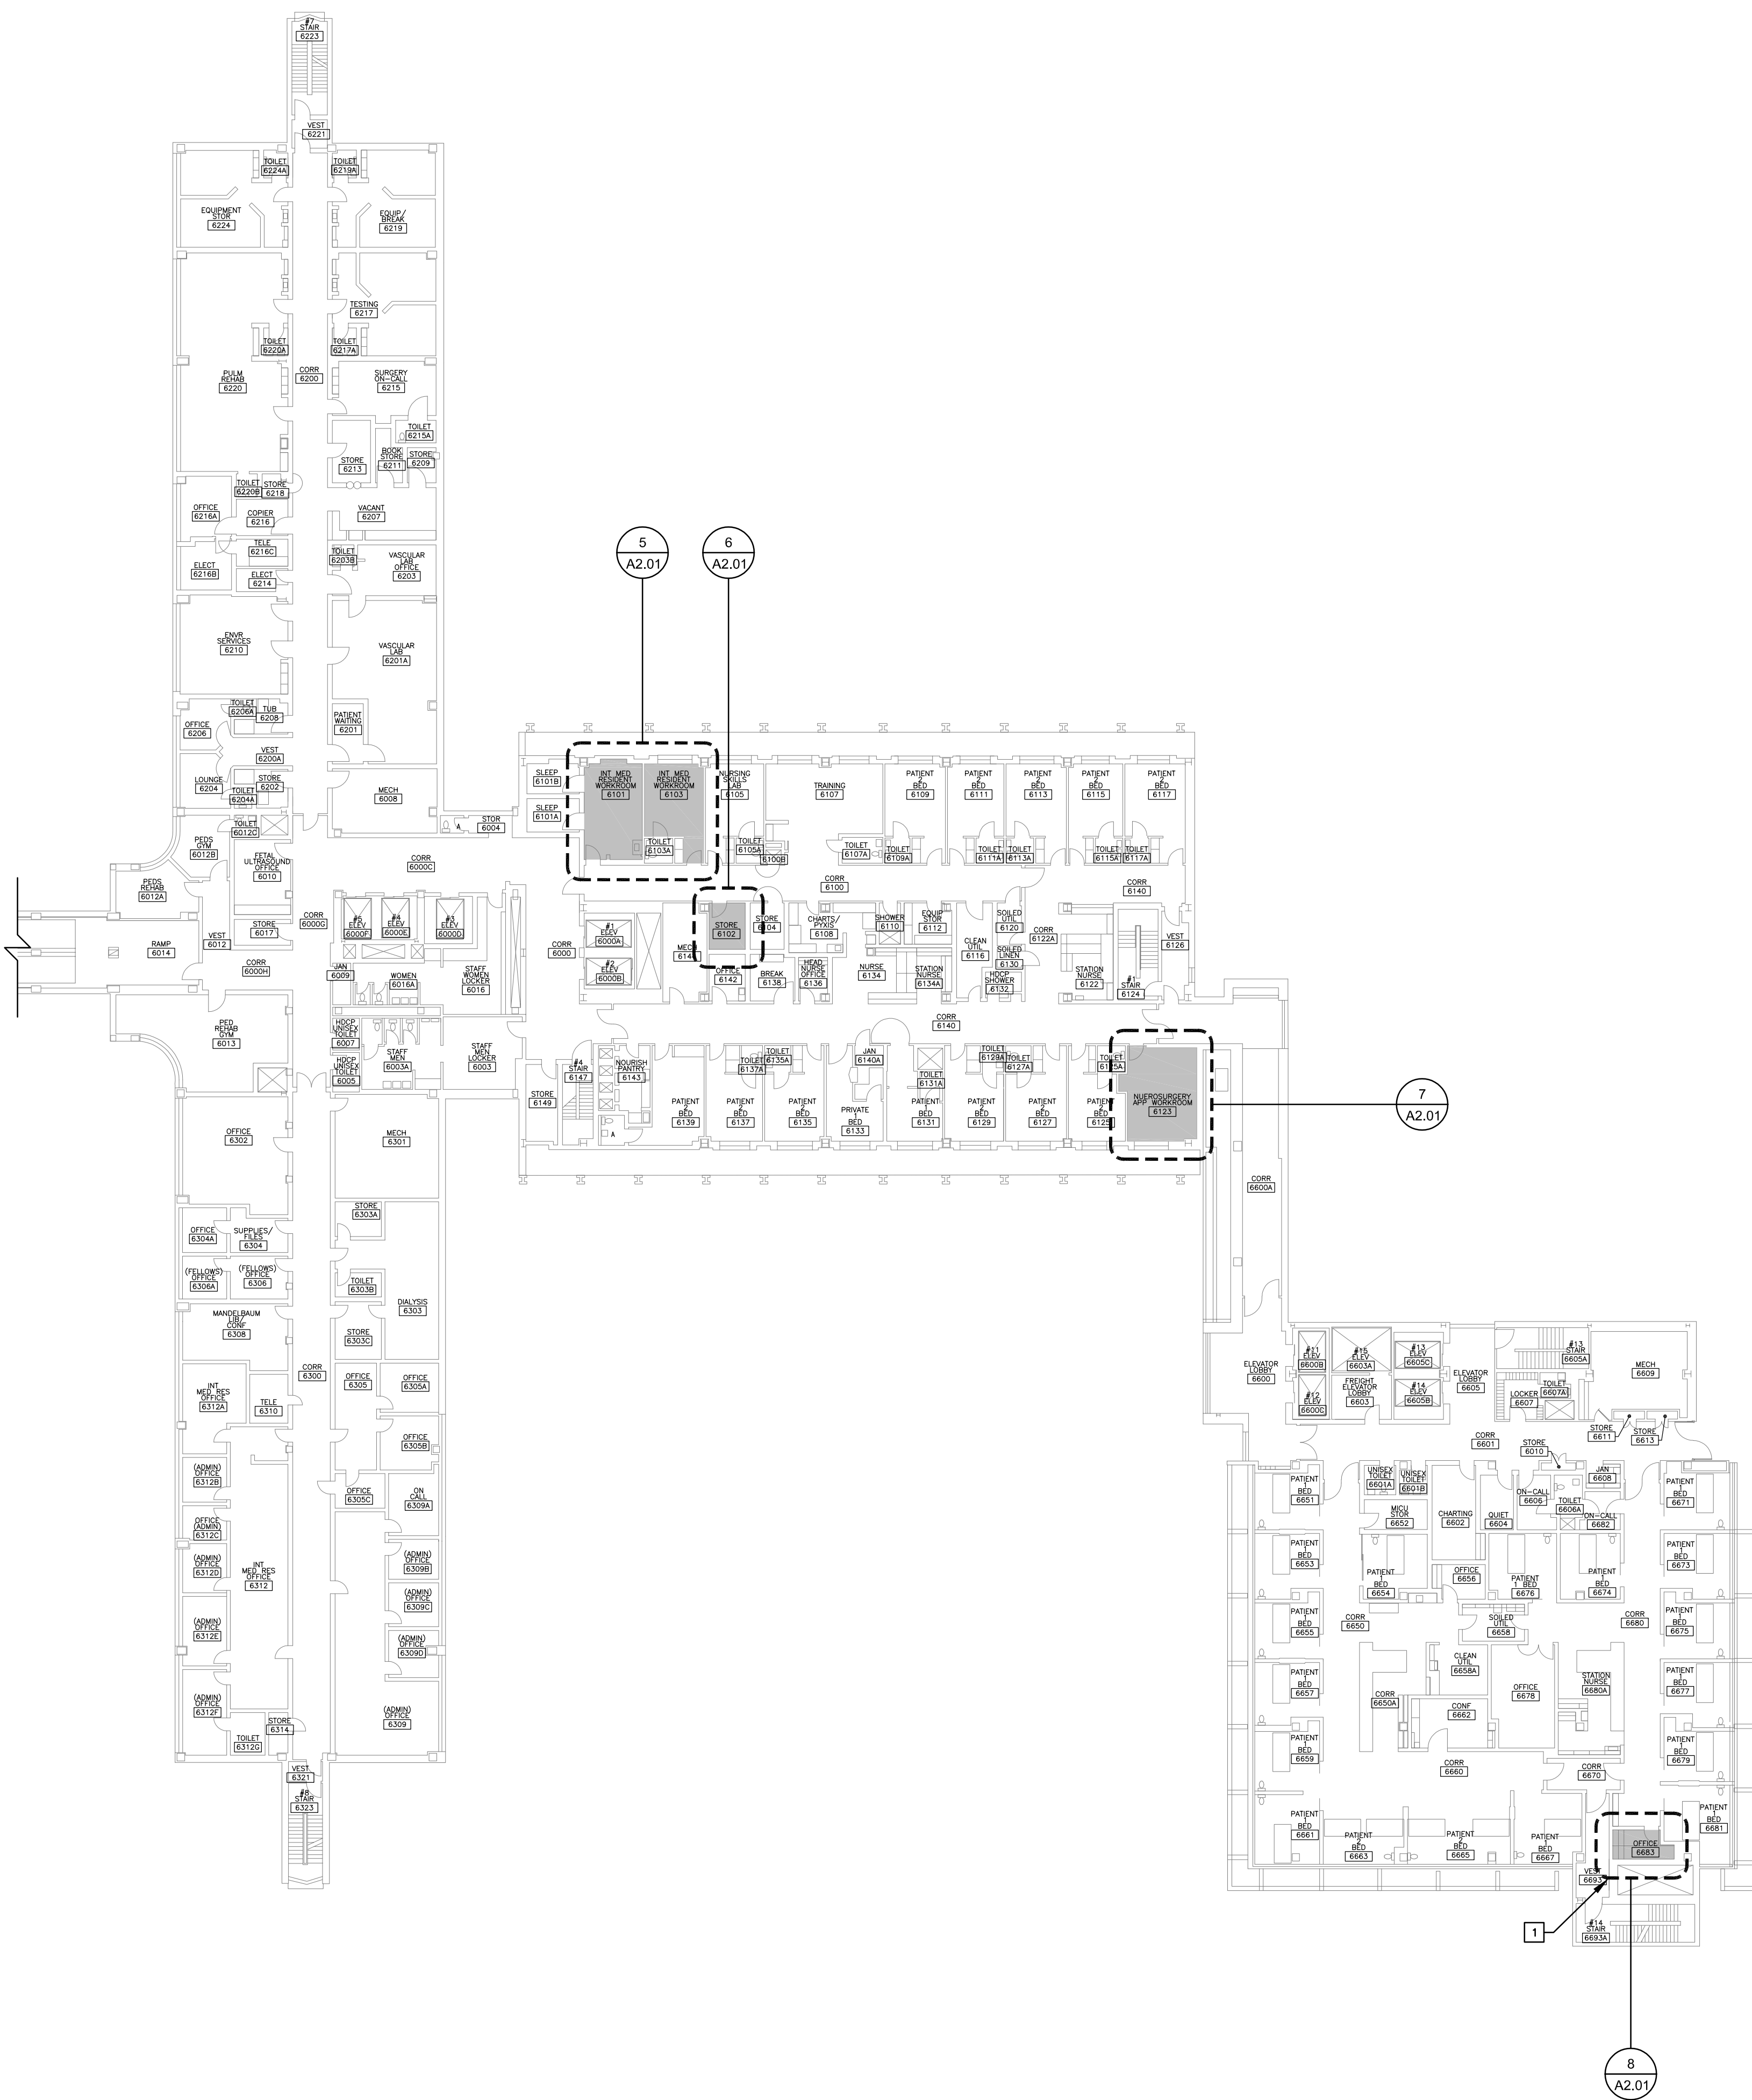 #7
STAIR
6223
VEST
6221
TOILET
6224A
TOILET
6219A
EQUIPMENT
STOR
6224
EQUIP/
BREAK
6219
TESTING
6217
TOILET
6220A
TOILET
6217A
PULM
REHAB
6220
CORR
6200
SURGERY
ON-CALL
6215
TOILET
6215A
STORE
6213
BOOK
STORE
6211
STORE
6209
TOILET
6220B
STORE
6218
OFFICE
6216A
COPIER
6216
VACANT
6207
TELE
6216C
TOILET
6203B
VASCULAR
LAB
OFFICE
6203
ELECT
6216B
ELECT
6214
ENVR
SERVICES
6210
VASCULAR
LAB
6201A
TOILET
6206A
TUB
6208
OFFICE
6206
PATIENT
WAITING
6201
VEST
6200A
LOUNGE
6204
STORE
6202
TOILET
6204A
MECH
6008
TOILET
6012C
A
STOR
6004
PEDS
GYM
6012B
FETAL
ULTRASOUND
OFFICE
6010
CORR
6000C
PEDS
REHAB
6012A
STORE
6017
CORR
6000G
#5
ELEV
6000F
#4
ELEV
6000E
#3
ELEV
6000D
RAMP
6014
VEST
6012
CORR
6000H
JAN
6009
WOMEN
6016A
STAFF
WOMEN
LOCKER
6016
PED
REHAB
GYM
6013
HDCP
UNISEX
TOILET
6007
HDCP
UNISEX
TOILET
6005
STAFF
MEN
6003A
STAFF
MEN
LOCKER
6003
5
A2.01
6
A2.01
SLEEP
6101B
SLEEP
6101A
INT MED
RESIDENT
WORKROOM
6101
INT MED
RESIDENT
WORKROOM
6103
TOILET
6103A
NURSING
SKILLS
LAB
6105
TOILET
6105A
6100B
TRAINING
6107
TOILET
6107A
PATIENT
2
BED
6109
TOILET
6109A
PATIENT
2
BED
6111
TOILET
6111A
PATIENT
2
BED
6113
TOILET
6113A
PATIENT
2
BED
6115
TOILET
6115A
PATIENT
2
BED
6117
TOILET
6117A
CORR
6100
CORR
6140
CORR
6000
#1
ELEV
6000A
#2
ELEV
6000B
MECH
STORE
6102
STORE
6104
CHARTS/
PYXIS
6108
SHOWER
6110
EQUIP
STOR
6112
SOILED
UTIL
6120
CORR
6122A
CLEAN
UTIL
6116
SOILED
LINEN
6130
VEST
6126
OFFICE
6142
BREAK
6138
HEAD
NURSE
OFFICE
6136
NURSE
6134
STATION
NURSE
6134A
HDCP
SHOWER
6132
STATION
NURSE
6122
#1
STAIR
6124
CORR
6140
STORE
6149
#4
STAIR
6147
NOURISH
PANTRY
6143
A
PATIENT
2
BED
6139
TOILET
6137A
PATIENT
2
BED
6137
TOILET
6135A
PATIENT
2
BED
6135
JAN
6140A
PRIVATE
1
BED
6133
TOILET
6131A
PATIENT
1
BED
6131
TOILET
6129A
PATIENT
2
BED
6129
TOILET
6127A
PATIENT
2
BED
6127
TOILET
6125A
PATIENT
2
BED
6125
NUEROSURGERY
APP WORKROOM
6123
7
A2.01
CORR
6600A
OFFICE
6302
MECH
6301
STORE
6303A
OFFICE
6304A
SUPPLIES/
FILES
6304
(FELLOWS)
OFFICE
6306A
(FELLOWS)
OFFICE
6306
TOILET
6303B
DIALYSIS
6303
MANDELBAUM
LIB/
CONF
6308
STORE
6303C
CORR
6300
INT
MED. RES
OFFICE
6312A
TELE
6310
OFFICE
6305
OFFICE
6305A
OFFICE
6305B
(ADMIN)
OFFICE
6312B
OFFICE
6305C
ON
CALL
6309A
OFFICE
(ADMIN)
6312C
(ADMIN)
OFFICE
6312D
INT
MED. RES
OFFICE
6312
(ADMIN)
OFFICE
6309B
(ADMIN)
OFFICE
6309C
(ADMIN)
OFFICE
6312E
(ADMIN)
OFFICE
6309D
(ADMIN)
OFFICE
6312F
(ADMIN)
OFFICE
6309
STORE
6314
TOILET
6312G
VEST
6321
#8
STAIR
6323
ELEVATOR
LOBBY
6600
#11
ELEV
6600B
#12
ELEV
6600C
#15
ELEV
6603A
FREIGHT
ELEVATOR
LOBBY
6603
#13
ELEV
6605C
#14
ELEV
6605B
ELEVATOR
LOBBY
6605
#13
STAIR
6605A
MECH
6609
TOILET
6607A
LOCKER
6607
STORE
6611
STORE
6613
CORR
6601
STORE
6010
PATIENT
1
BED
6651
UNISEX
TOILET
6601A
UNISEX
TOILET
6601B
MICU
STOR
6652
CHARTING
6602
QUIET
6604
ON-CALL
6606
JAN
6608
TOILET
6606A
ON-CALL
6682
PATIENT
1
BED
6671
PATIENT
1
BED
6653
PATIENT
1
BED
6654
OFFICE
6656
PATIENT
1 BED
6676
PATIENT
1
BED
6674
PATIENT
1
BED
6673
PATIENT
1
BED
6655
CORR
6650
SOILED
UTIL
6658
CORR
6680
PATIENT
1
BED
6675
PATIENT
1
BED
6657
CLEAN
UTIL
6658A
CORR
6650A
OFFICE
6678
STATION
NURSE
6680A
PATIENT
1
BED
6677
CONF
6662
PATIENT
1
BED
6659
CORR
6660
CORR
6670
PATIENT
1
BED
6679
PATIENT
1
BED
6661
PATIENT
2
BED
6663
PATIENT
2
BED
6665
PATIENT
1
BED
6667
OFFICE
6683
PATIENT
1
BED
6681
VEST
6693
1
#14
STAIR
6693A
8
A2.01